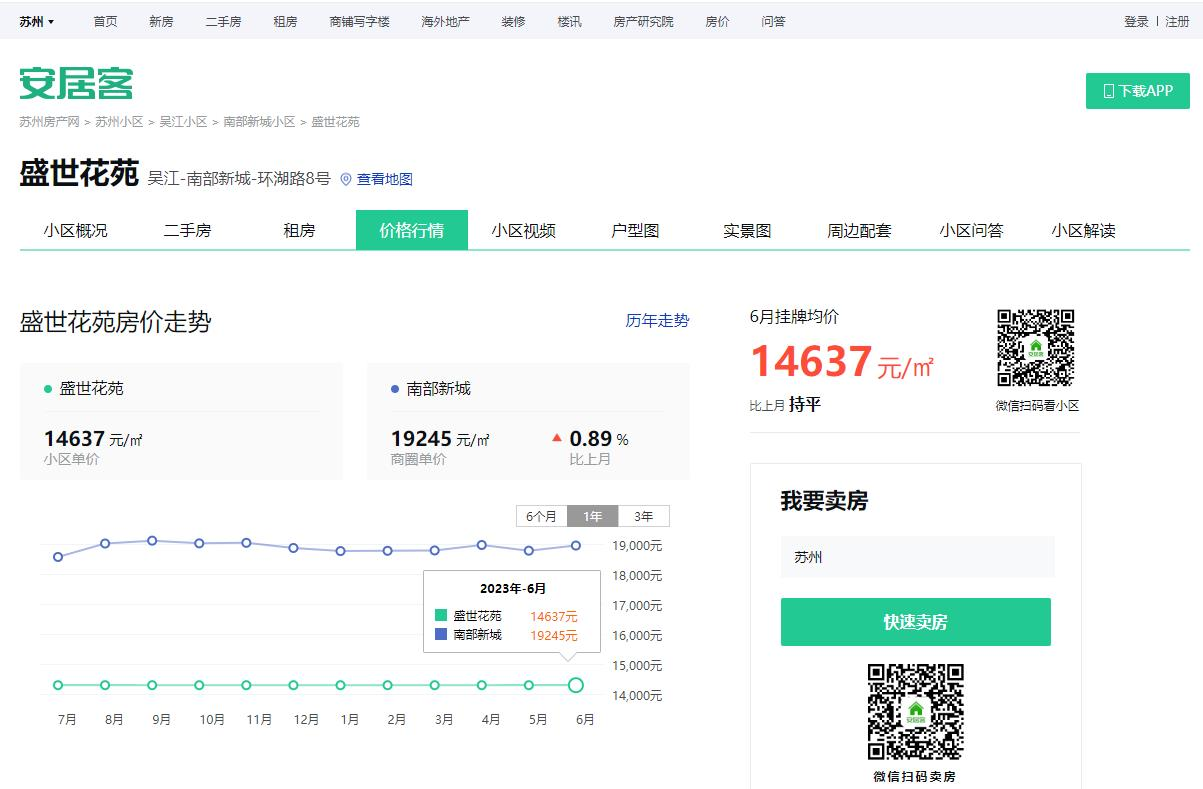 苏州 首页 新房 二手房 租房 商铺写字楼 海外地产 装修 楼讯 房产研究院 房价 问答 登录 | 注册
安居客
下载APP
苏州房产网 > 苏州小区 > 吴江小区 > 南部新城小区 > 盛世花苑
盛世花苑 吴江-南部新城-环湖路8号 查看地图
小区概况 二手房 租房 价格行情 小区视频 户型图 实景图 周边配套 小区问答 小区解读
盛世花苑房价走势 历年走势
盛世花苑
14637 元/㎡
小区单价
南部新城
19245 元/㎡ 0.89 %
商圈单价 比上月
6个月 1年 3年
19,000元
18,000元
17,000元
16,000元
15,000元
14,000元
2023年-6月
盛世花苑 14637元
南部新城 19245元
7月 8月 9月 10月 11月 12月 1月 2月 3月 4月 5月 6月
6月挂牌均价
14637 元/㎡
比上月 持平
安居客
微信扫码看小区
我要卖房
苏州
快速卖房
安居客
微信扫码卖房